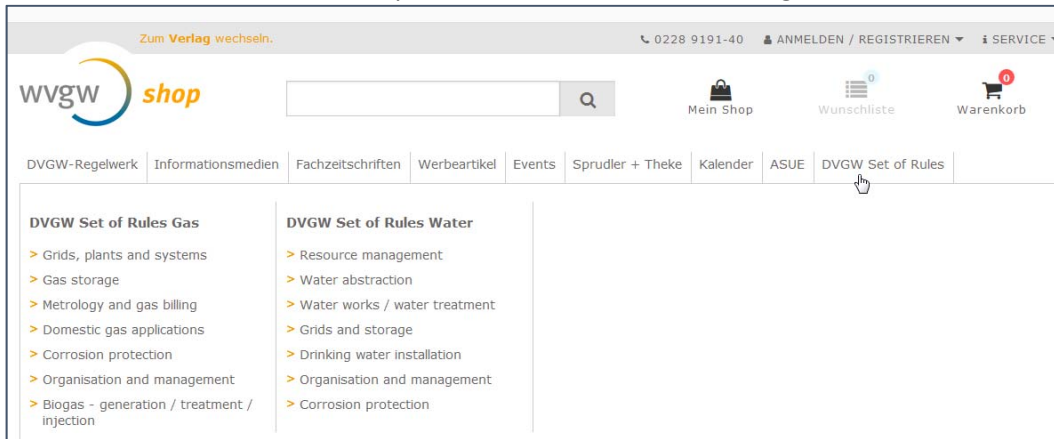 Zum Verlag wechseln.
0228 9191-40 ANMELDEN / REGISTRIEREN i SERVICE
wvgw shop
0 0
Mein Shop Wunschliste Warenkorb
DVGW-Regelwerk Informationsmedien Fachzeitschriften Werbeartikel Events Sprudler + Theke Kalender ASUE DVGW Set of Rules
DVGW Set of Rules Gas
> Grids, plants and systems
> Gas storage
> Metrology and gas billing
> Domestic gas applications
> Corrosion protection
> Organisation and management
> Biogas - generation / treatment /
injection
DVGW Set of Rules Water
> Resource management
> Water abstraction
> Water works / water treatment
> Grids and storage
> Drinking water installation
> Organisation and management
> Corrosion protection